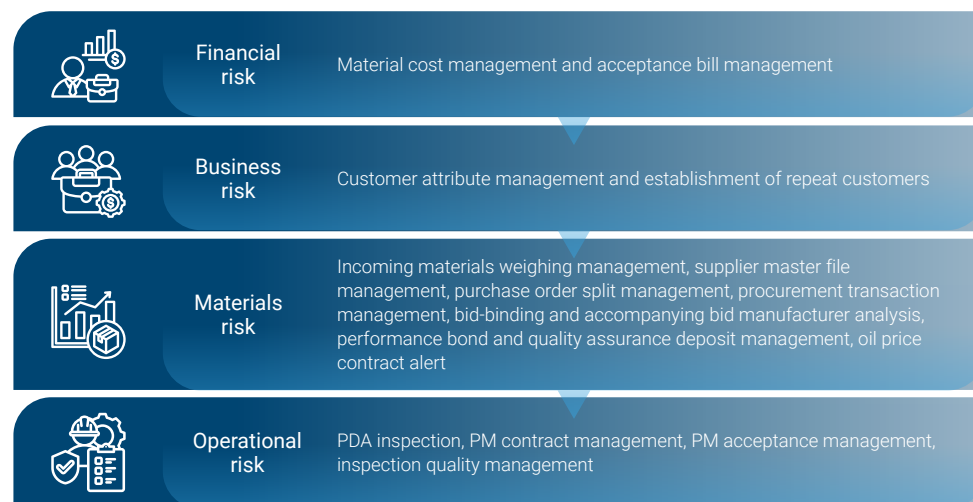 Financial
risk
Material cost management and acceptance bill management
Business
risk
Customer attribute management and establishment of repeat customers
Materials
risk
Incoming materials weighing management, supplier master file
management, purchase order split management, procurement transaction
management, bid-binding and accompanying bid manufacturer analysis,
performance bond and quality assurance deposit management, oil price
contract alert
Operational
risk
PDA inspection, PM contract management, PM acceptance management,
inspection quality management